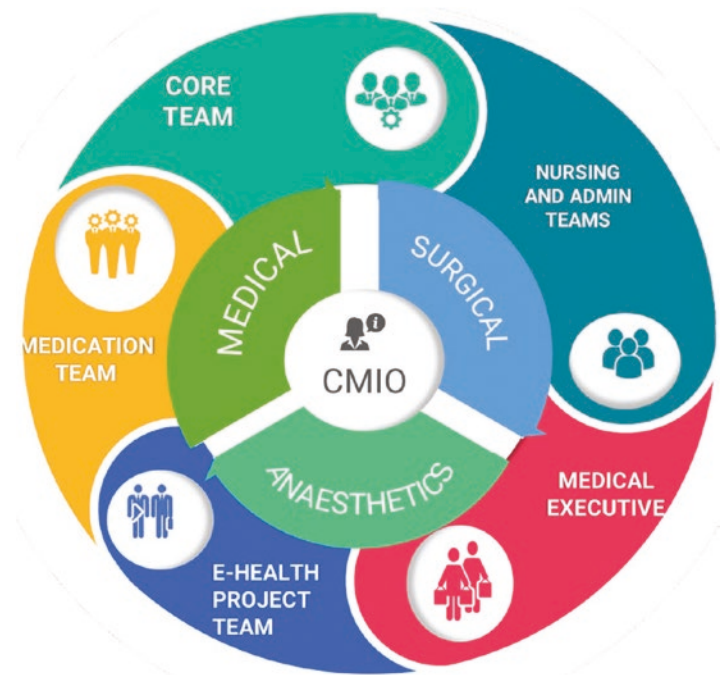 CORE
TEAM
NURSING
AND ADMIN
TEAMS
MEDICAL
SURGICAL
MEDICATION
TEAM
i
CMIO
ANAESTHETICS
MEDICAL
EXECUTIVE
E-HEALTH
PROJECT
TEAM